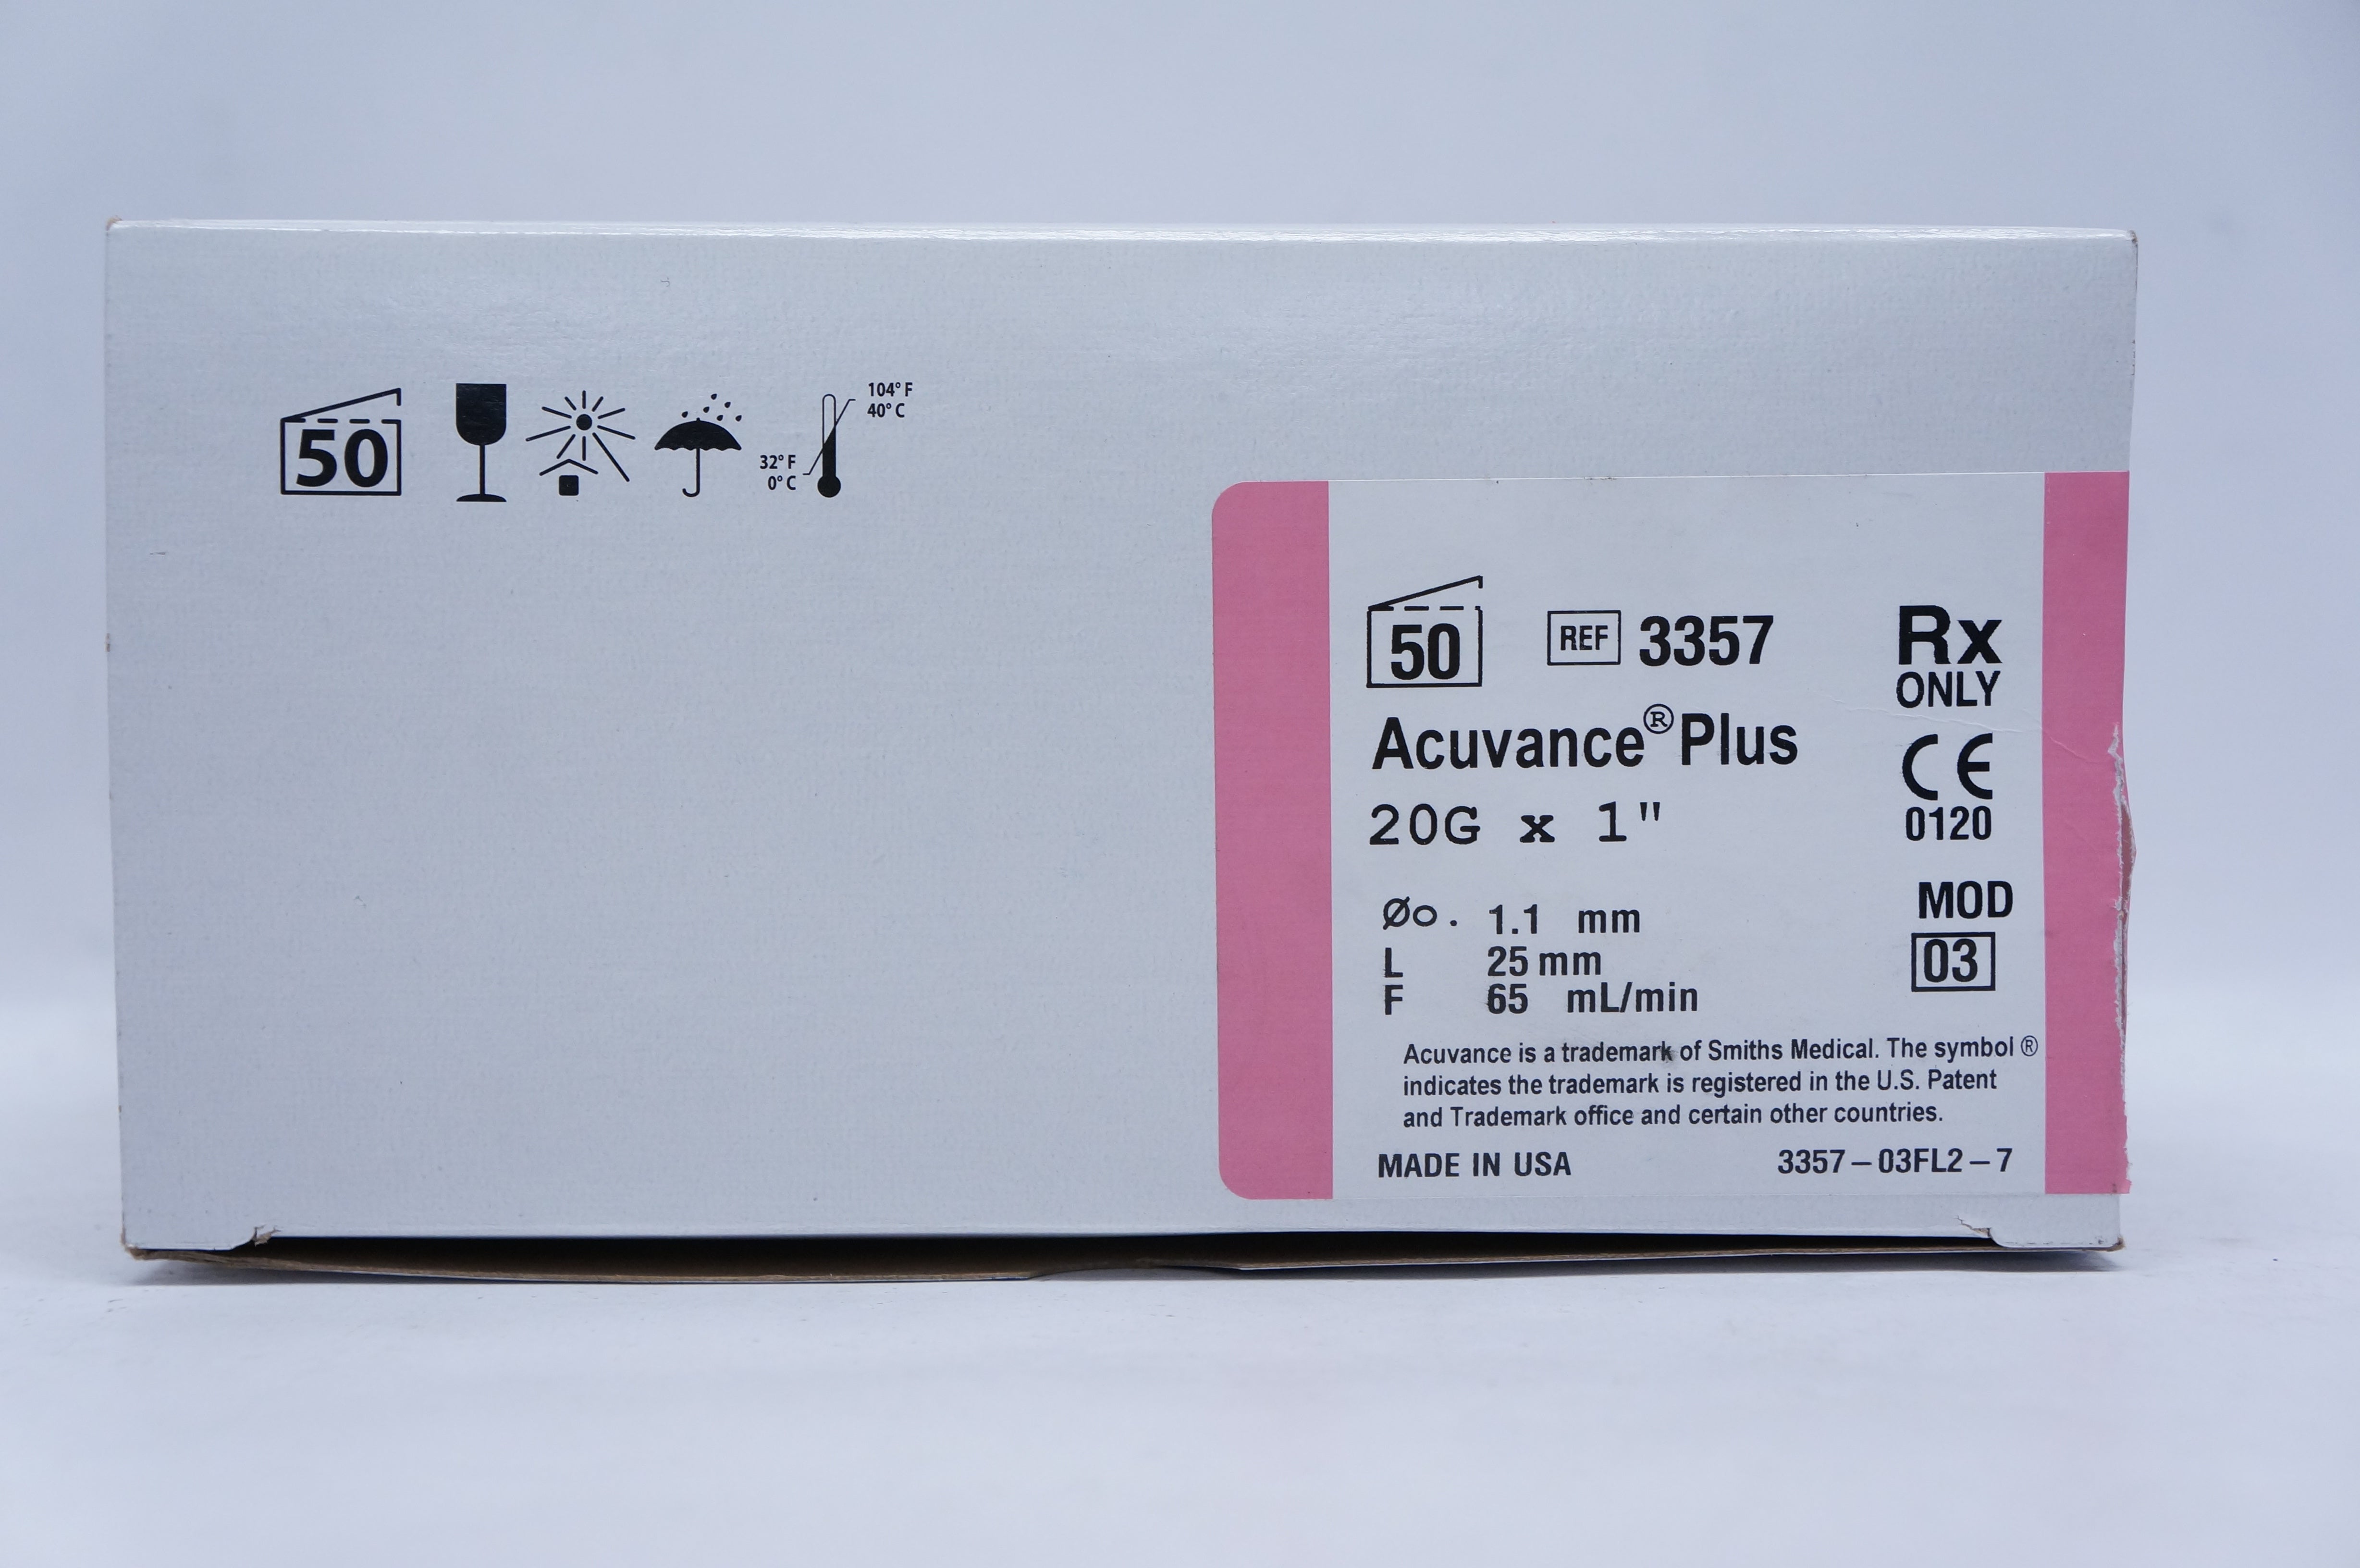 50
104° F
40° C
32° F
0° C
50 REF 3357
Rx
ONLY
Acuvance® Plus
20G x 1"
CE
0120
Øo. 1.1 mm
L 25 mm
F 65 mL/min
MOD
03
Acuvance is a trademark of Smiths Medical. The symbol ®
indicates the trademark is registered in the U.S. Patent
and Trademark office and certain other countries.
MADE IN USA 3357–03FL2–7